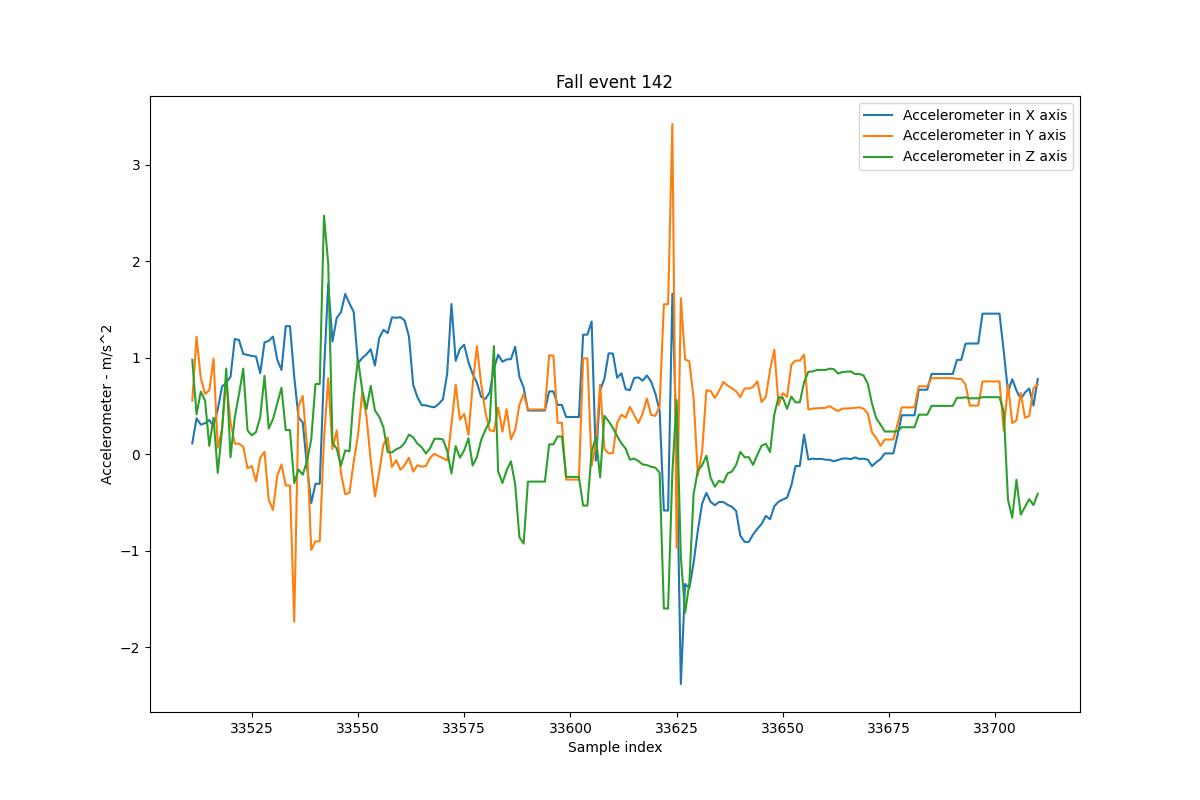 Fall event 142
Accelerometer in X axis
Accelerometer in Y axis
Accelerometer in Z axis
Accelerometer - m/s^2
3
2
1
0
−1
−2
33525 33550 33575 33600 33625 33650 33675 33700
Sample index